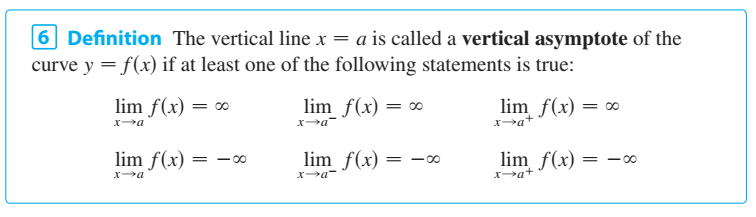 6 Definition The vertical line x = a is called a vertical asymptote of the
curve y = f(x) if at least one of the following statements is true:
lim f(x) = ∞ lim f(x) = ∞ lim f(x) = ∞
x→a x→a⁻ x→a⁺
lim f(x) = −∞ lim f(x) = −∞ lim f(x) = −∞
x→a x→a⁻ x→a⁺